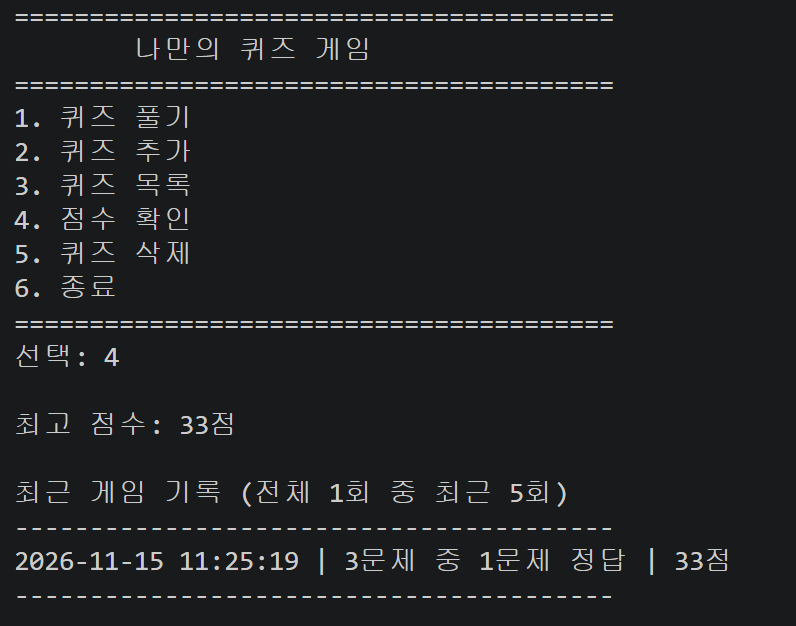 ========================================
나만의 퀴즈 게임
========================================
1. 퀴즈 풀기
2. 퀴즈 추가
3. 퀴즈 목록
4. 점수 확인
5. 퀴즈 삭제
6. 종료
========================================
선택: 4
최고 점수: 33점
최근 게임 기록 (전체 1회 중 최근 5회)
----------------------------------------
2026-11-15 11:25:19 | 3문제 중 1문제 정답 | 33점
----------------------------------------